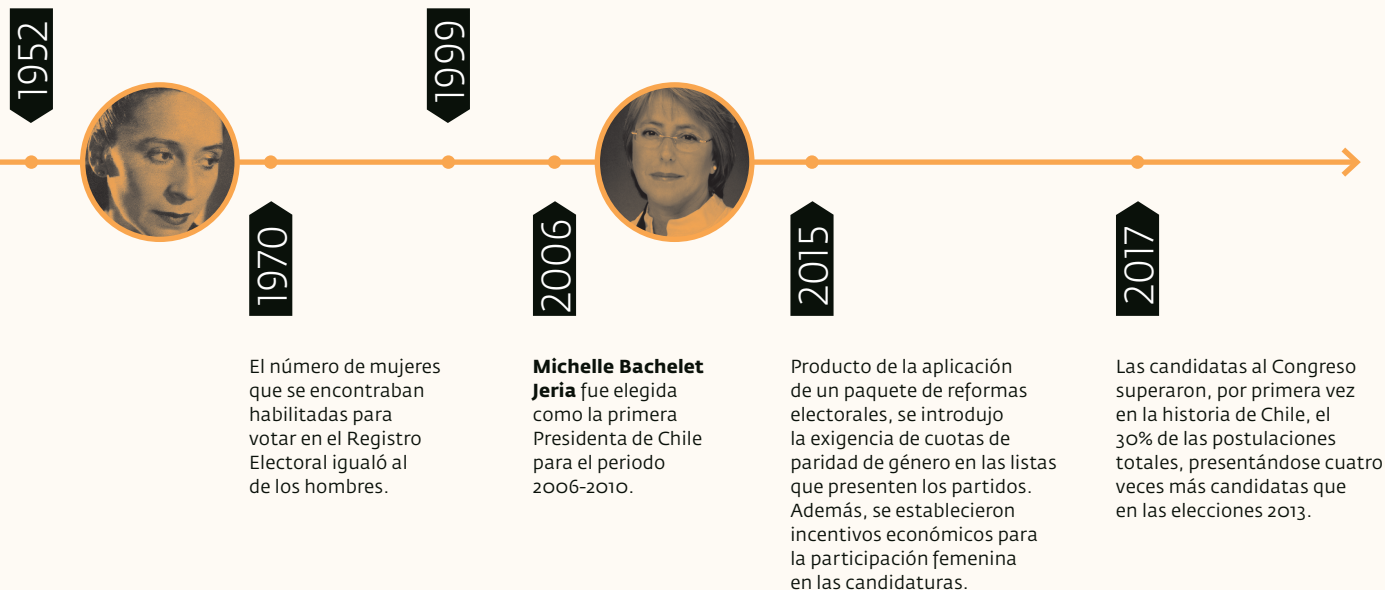 1952
1999
1970
El número de mujeres
que se encontraban
habilitadas para
votar en el Registro
Electoral igualó al
de los hombres.
2006
Michelle Bachelet
Jeria fue elegida
como la primera
Presidenta de Chile
para el periodo
2006-2010.
2015
Producto de la aplicación
de un paquete de reformas
electorales, se introdujo
la exigencia de cuotas de
paridad de género en las listas
que presenten los partidos.
Además, se establecieron
incentivos económicos para
la participación femenina
en las candidaturas.
2017
Las candidatas al Congreso
superaron, por primera vez
en la historia de Chile, el
30% de las postulaciones
totales, presentándose cuatro
veces más candidatas que
en las elecciones 2013.